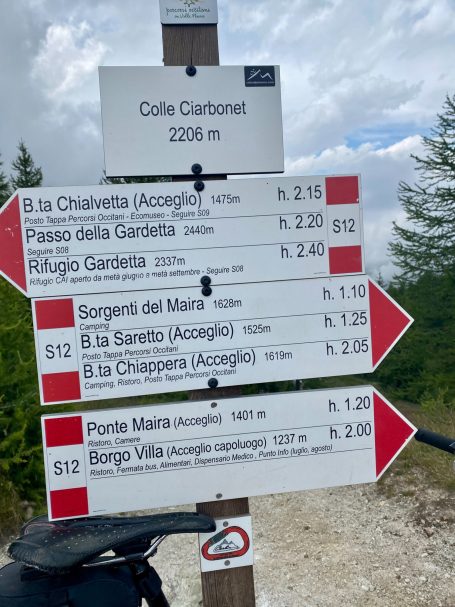 percorsi occitani
in Valle Maira
Colle Ciarbonet
2206 m
B.ta Chialvetta (Acceglio) 1475m h. 2.15
Posto Tappa Percorsi Occitani - Ecomuseo - Seguire S09
Passo della Gardetta 2440m h. 2.20
Seguire S08
Rifugio Gardetta 2337m h. 2.40
Rifugio CAI aperto da metà giugno a metà settembre - Seguire S08
S12
Sorgenti del Maira 1628m h. 1.10
Camping
B.ta Saretto (Acceglio) 1525m h. 1.25
Posto Tappa Percorsi Occitani
B.ta Chiappera (Acceglio) 1619m h. 2.05
Camping, Ristoro, Posto Tappa Percorsi Occitani
S12
Ponte Maira (Acceglio) 1401 m h. 1.20
Ristoro, Camere
Borgo Villa (Acceglio capoluogo) 1237 m h. 2.00
Ristoro, Fermata bus, Alimentari, Dispensario Medico , Punto Info (luglio, agosto)
S12